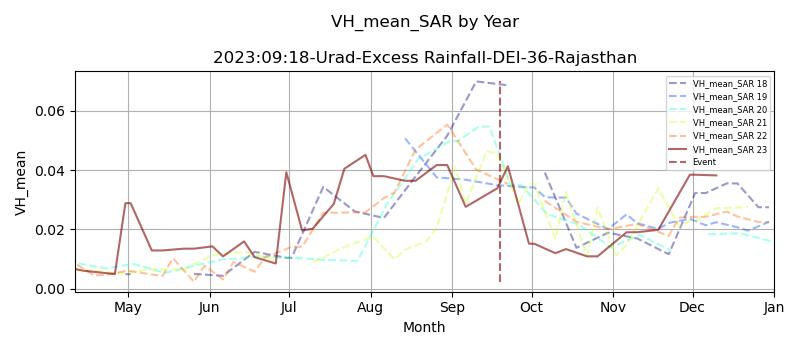 VH_mean_SAR by Year
2023:09:18-Urad-Excess Rainfall-DEI-36-Rajasthan
VH_mean
0.06
0.04
0.02
0.00
May Jun Jul Aug Sep Oct Nov Dec Jan
Month
VH_mean_SAR 18
VH_mean_SAR 19
VH_mean_SAR 20
VH_mean_SAR 21
VH_mean_SAR 22
VH_mean_SAR 23
Event